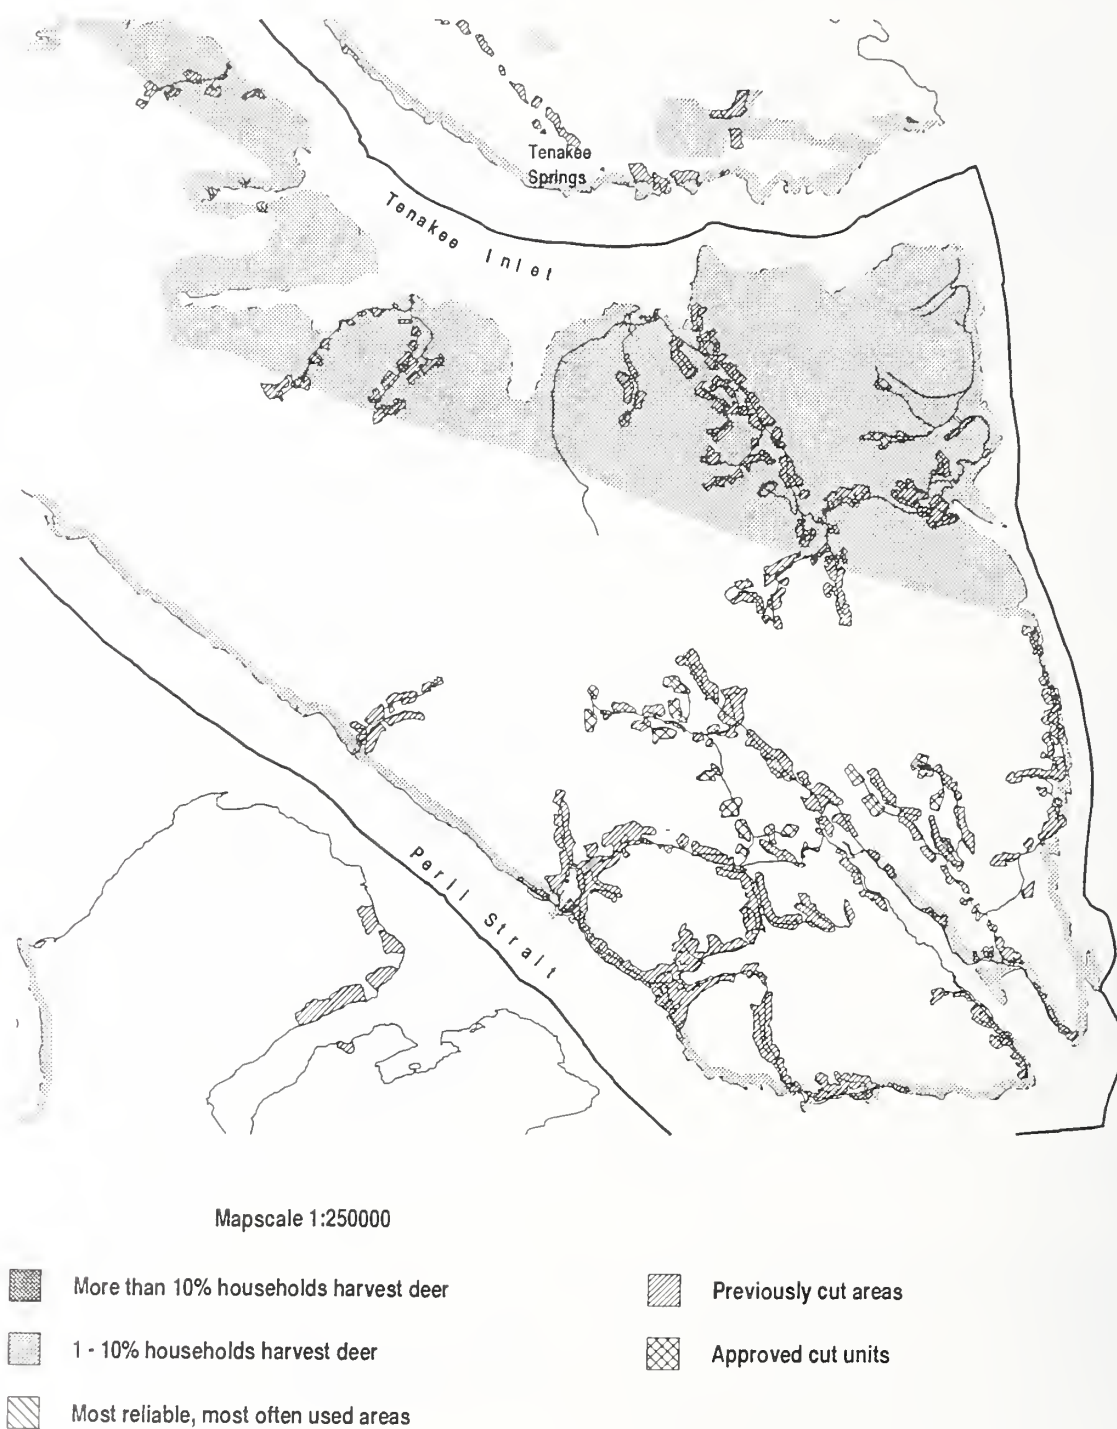 Tenakee
Springs
Tenakee Inlet
Peril Strait
Mapscale 1:250000
More than 10% households harvest deer
1 - 10% households harvest deer
Most reliable, most often used areas
Previously cut areas
Approved cut units